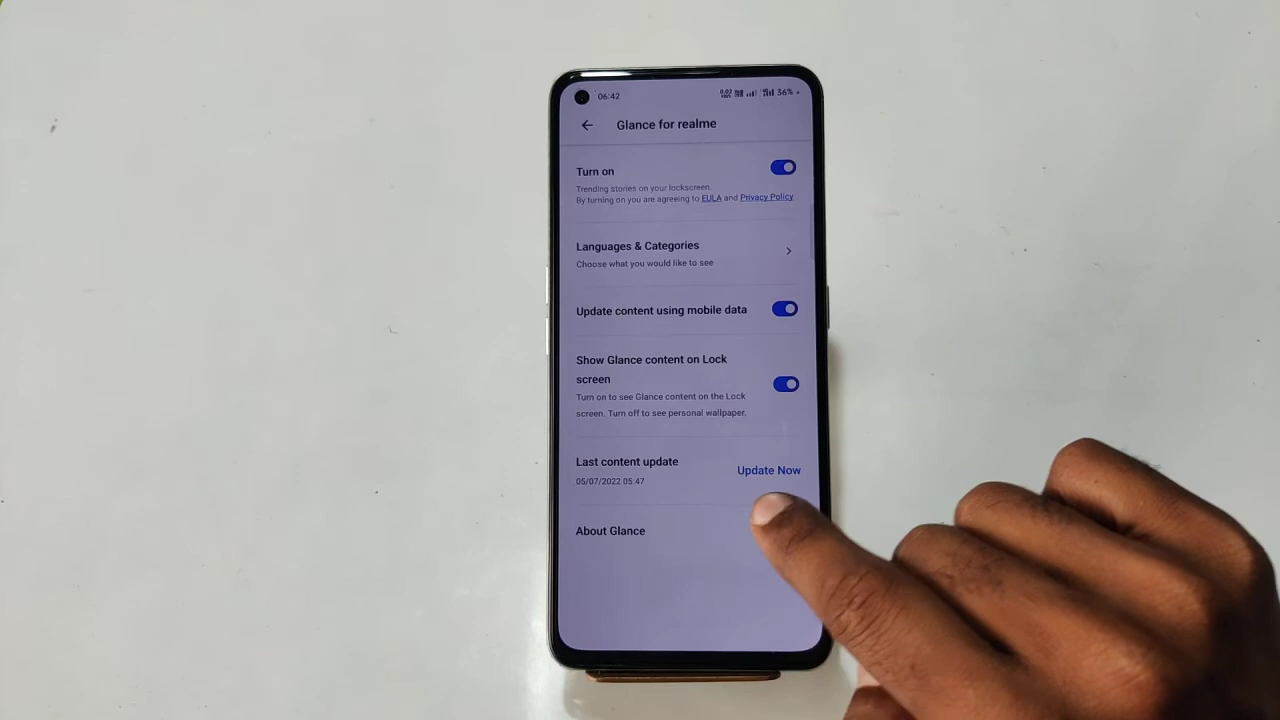 06:42
36%
Glance for realme
Turn on
Trending stories on your lockscreen.
By turning on you are agreeing to EULA and Privacy Policy
Languages & Categories
Choose what you would like to see
Update content using mobile data
Show Glance content on Lock
screen
Turn on to see Glance content on the Lock
screen. Turn off to see personal wallpaper.
Last content update
Update Now
05/07/2022 05:47
About Glance